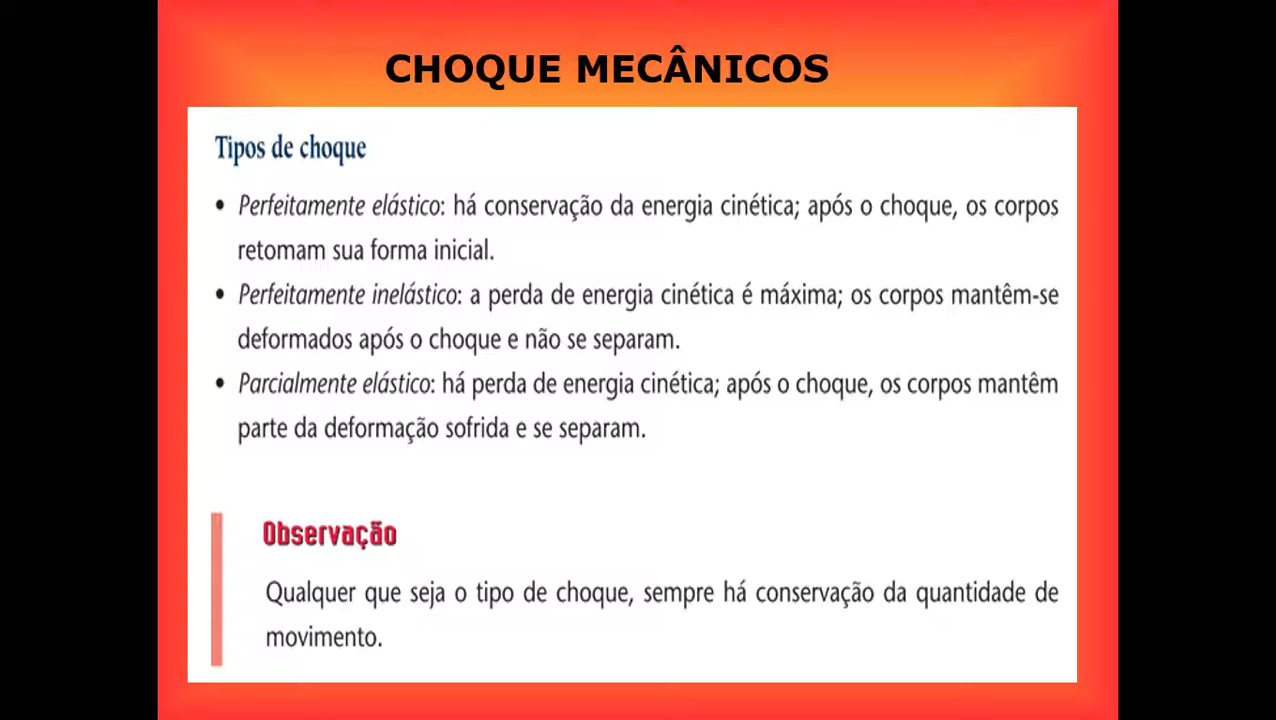 CHOQUE MECÂNICOS
Tipos de choque
• Perfeitamente elástico: há conservação da energia cinética; após o choque, os corpos
retomam sua forma inicial.
• Perfeitamente inelástico: a perda de energia cinética é máxima; os corpos mantêm-se
deformados após o choque e não se separam.
• Parcialmente elástico: há perda de energia cinética; após o choque, os corpos mantêm
parte da deformação sofrida e se separam.
Observação
Qualquer que seja o tipo de choque, sempre há conservação da quantidade de
movimento.